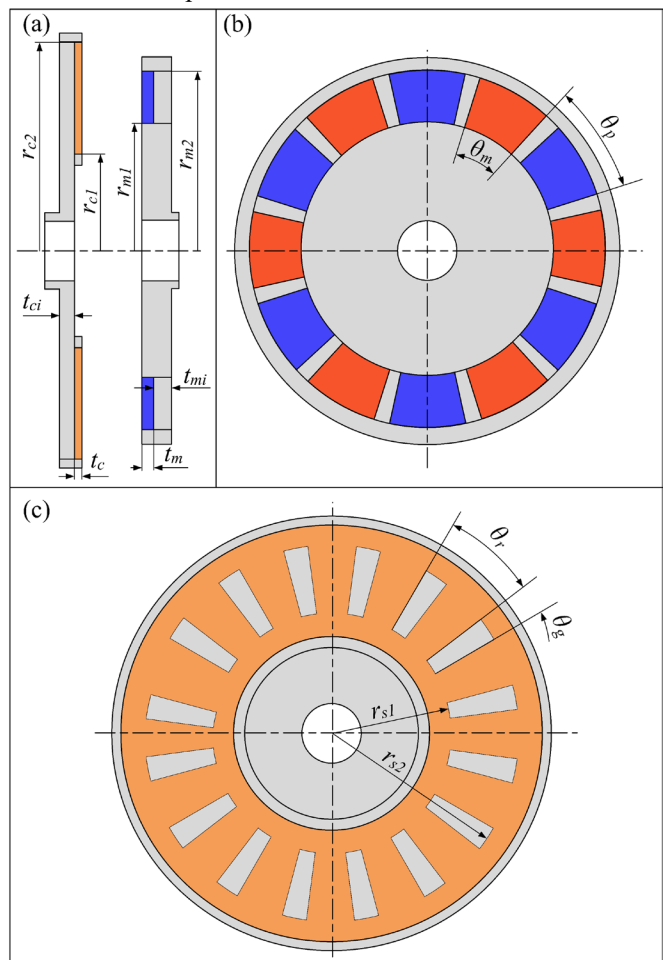 (a)
r_c2
r_c1
r_m1
r_m2
t_ci
t_mi
t_c
t_m
(b)
θ_m
θ_p
(c)
θ_r
θ_g
r_s1
r_s2